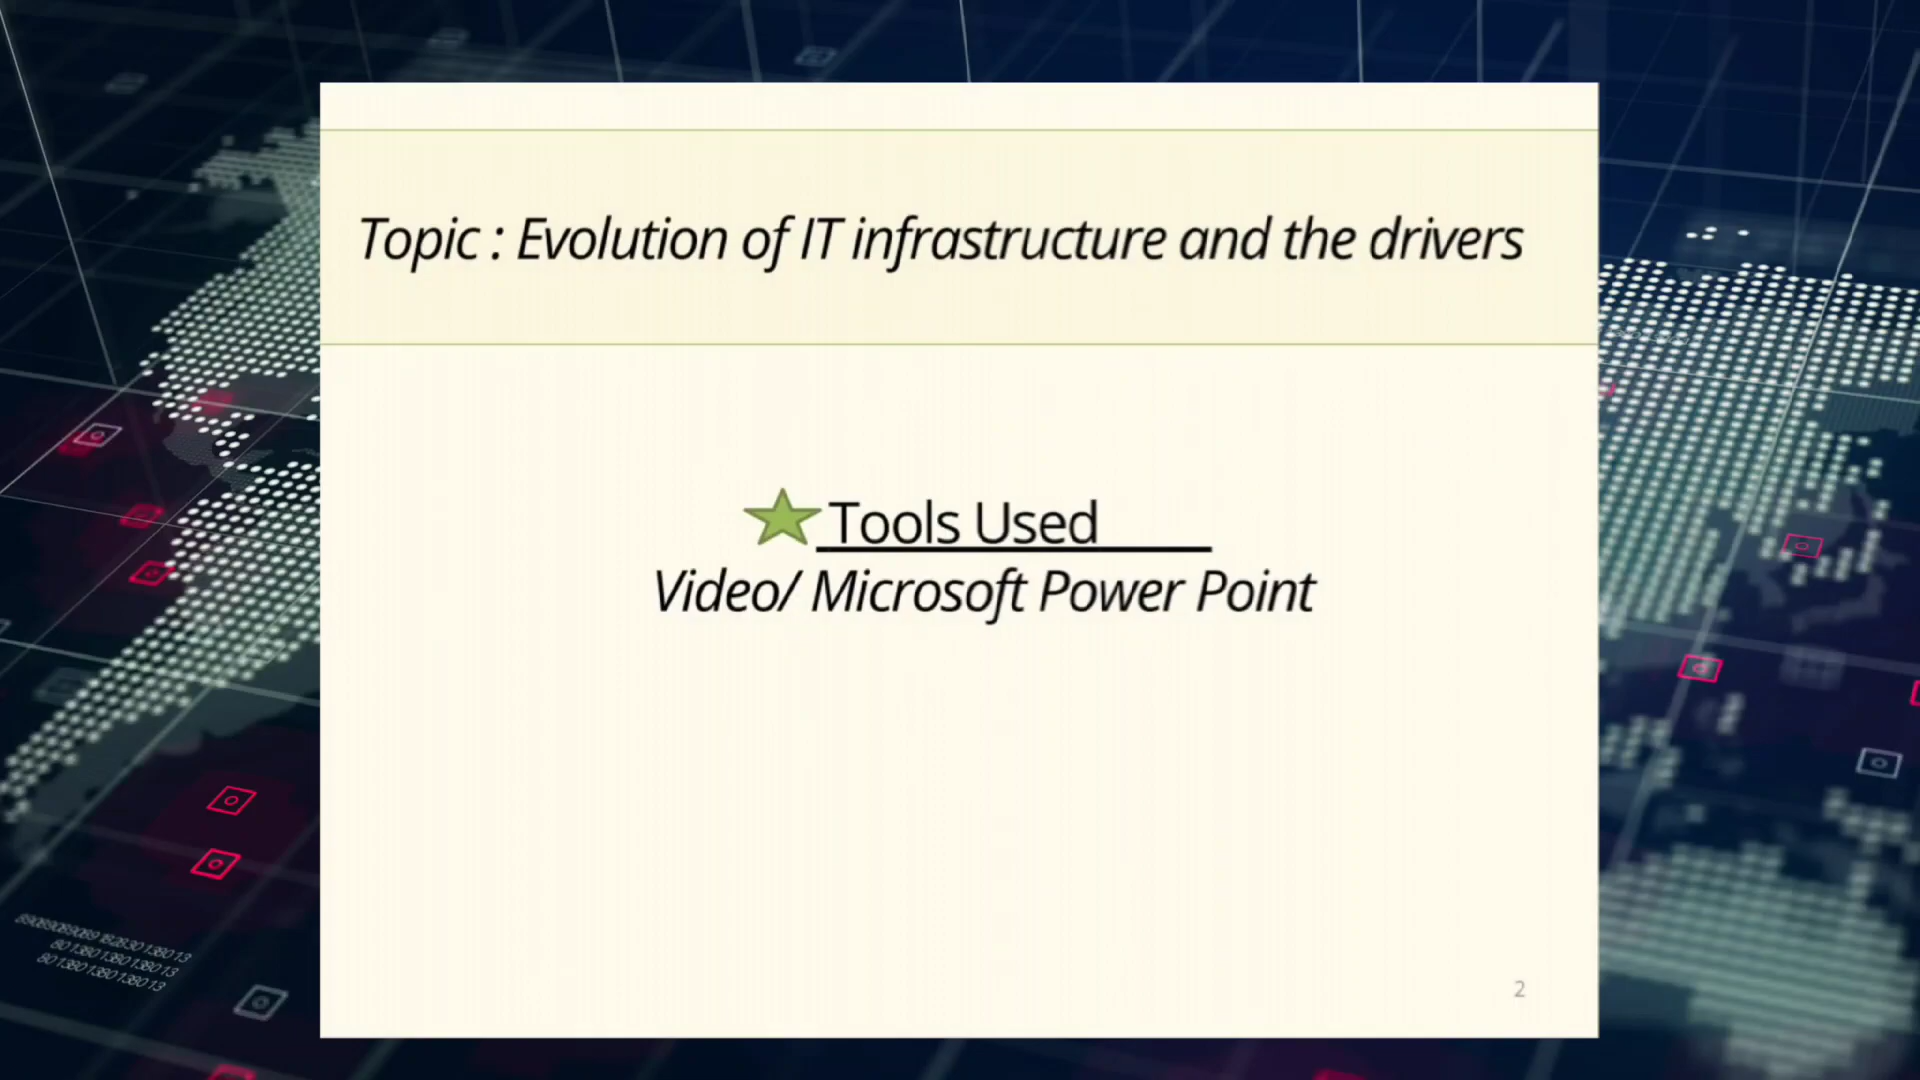 Topic : Evolution of IT infrastructure and the drivers
Tools Used
Video/ Microsoft Power Point
2